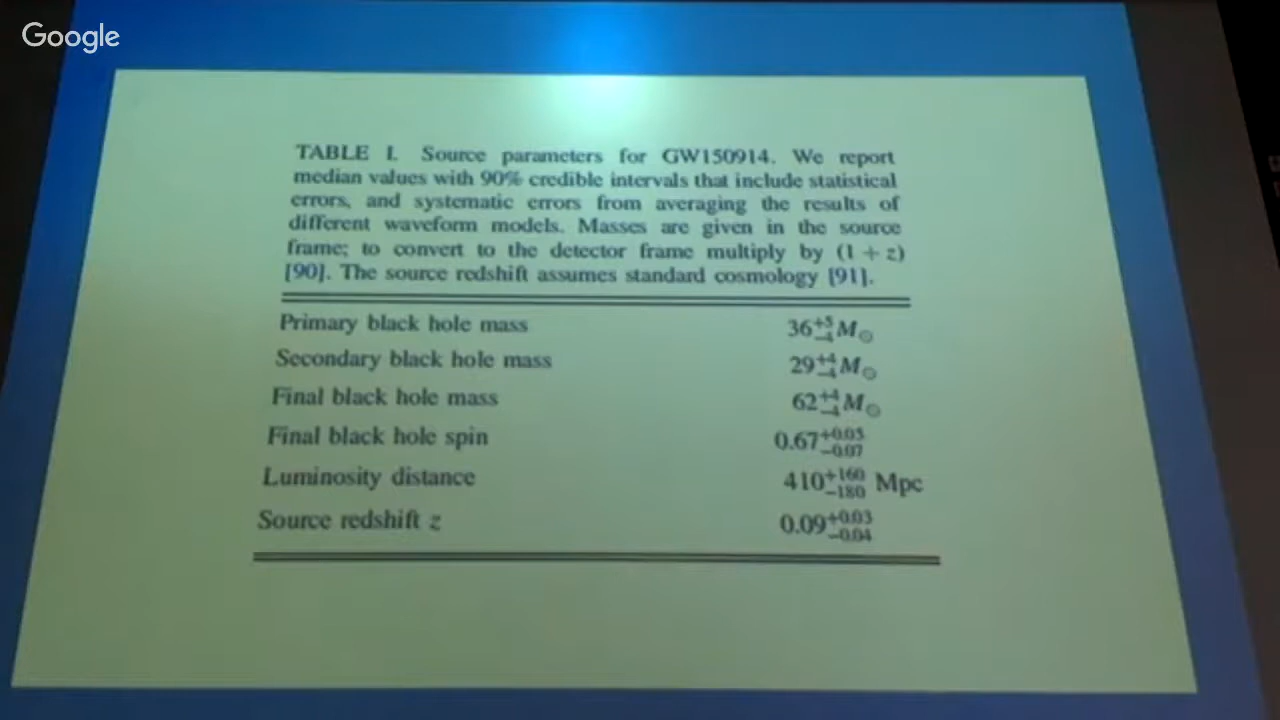 Google
TABLE I. Source parameters for GW150914. We report
median values with 90% credible intervals that include statistical
errors, and systematic errors from averaging the results of
different waveform models. Masses are given in the source
frame; to convert to the detector frame multiply by (1 + z)
[90]. The source redshift assumes standard cosmology [91].
Primary black hole mass 36 +5 −4 M⊙
Secondary black hole mass 29 +4 −4 M⊙
Final black hole mass 62 +4 −4 M⊙
Final black hole spin 0.67 +0.05 −0.07
Luminosity distance 410 +160 −180 Mpc
Source redshift z 0.09 +0.03 −0.04